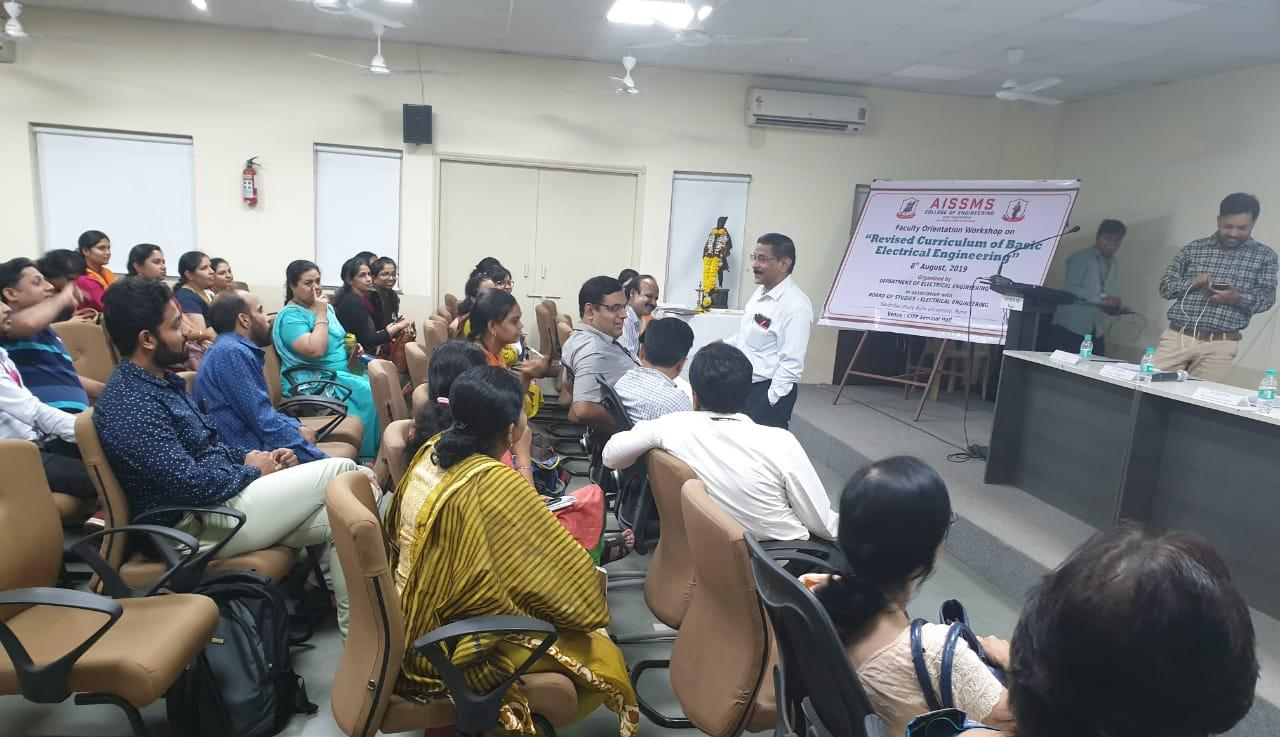 AISSMS
COLLEGE OF ENGINEERING
Faculty Orientation Workshop on
"Revised Curriculum of Basic
Electrical Engineering"
8th August, 2019
Organized by
DEPARTMENT OF ELECTRICAL ENGINEERING
in association with
BOARD OF STUDIES - ELECTRICAL ENGINEERING
Savitribai Phule Pune University, Pune
Venue : CITP Seminar Hall